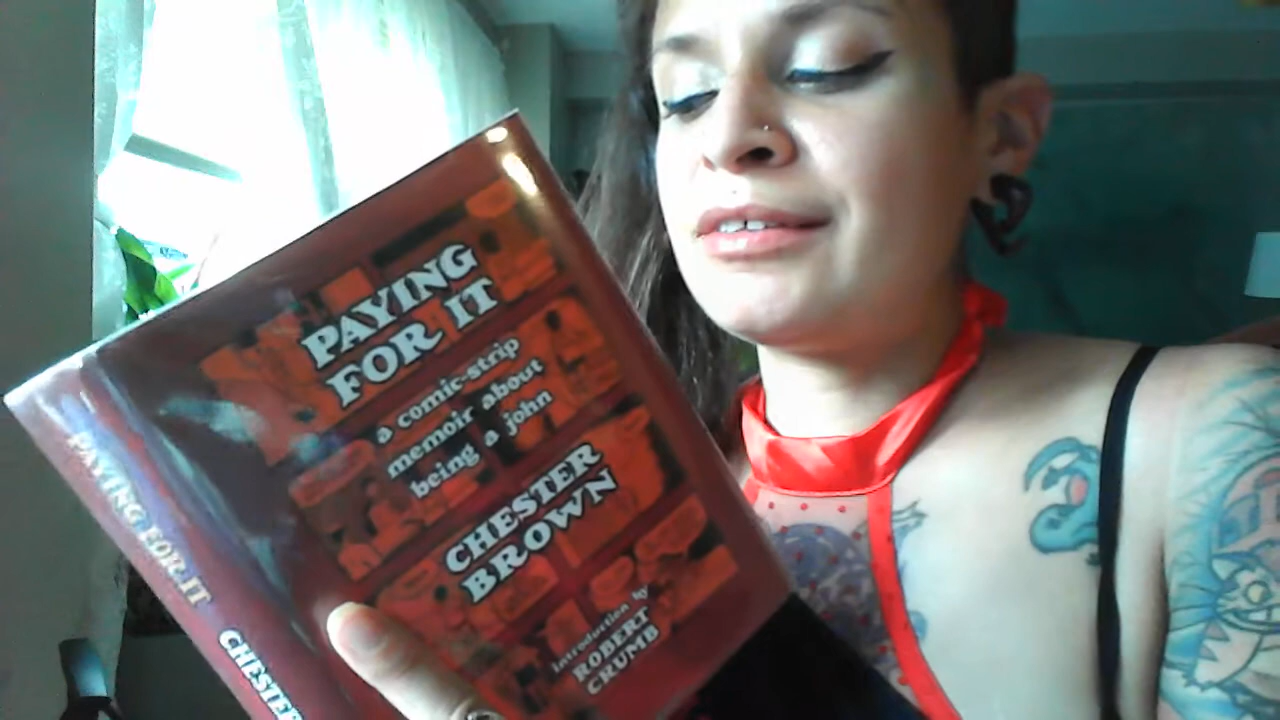 PAYING
FOR IT
a comic-strip
memoir about
being a john
CHESTER
BROWN
introduction by
ROBERT
CRUMB
PAYING FOR IT
CHESTER